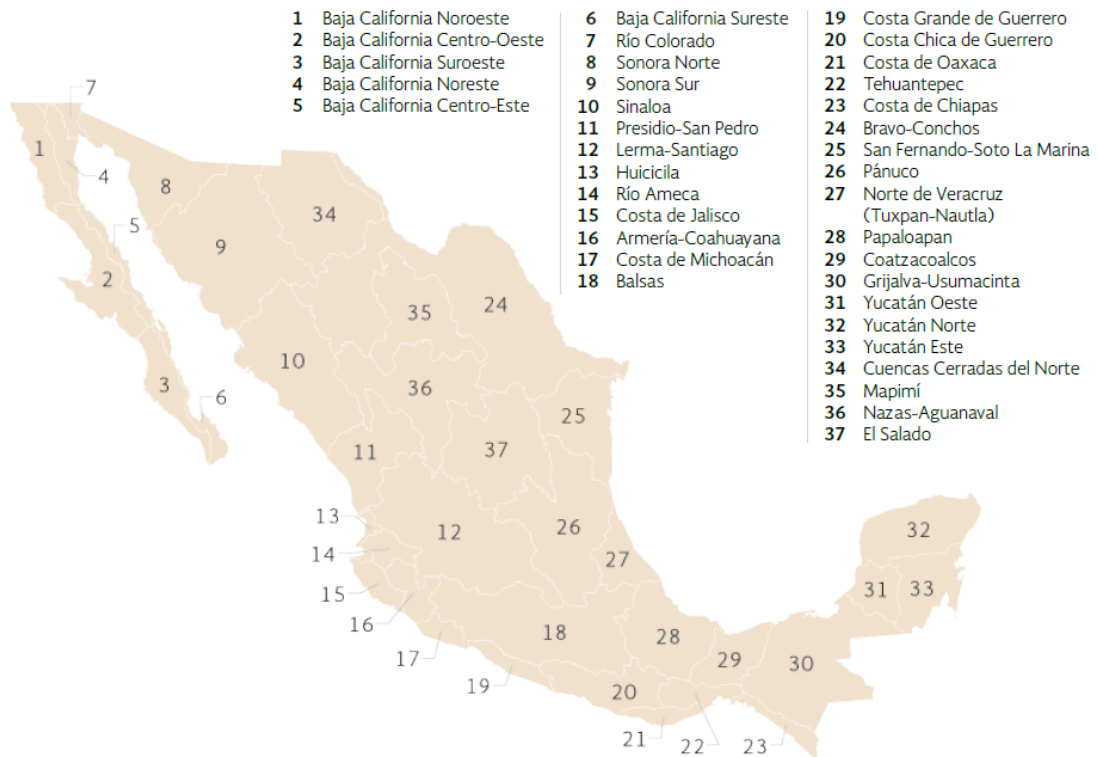 1 Baja California Noroeste
2 Baja California Centro-Oeste
3 Baja California Suroeste
4 Baja California Noreste
5 Baja California Centro-Este
6 Baja California Sureste
7 Río Colorado
8 Sonora Norte
9 Sonora Sur
10 Sinaloa
11 Presidio-San Pedro
12 Lerma-Santiago
13 Huicicila
14 Río Ameca
15 Costa de Jalisco
16 Armería-Coahuayana
17 Costa de Michoacán
18 Balsas
19 Costa Grande de Guerrero
20 Costa Chica de Guerrero
21 Costa de Oaxaca
22 Tehuantepec
23 Costa de Chiapas
24 Bravo-Conchos
25 San Fernando-Soto La Marina
26 Pánuco
27 Norte de Veracruz
(Tuxpan-Nautla)
28 Papaloapan
29 Coatzacoalcos
30 Grijalva-Usumacinta
31 Yucatán Oeste
32 Yucatán Norte
33 Yucatán Este
34 Cuencas Cerradas del Norte
35 Mapimí
36 Nazas-Aguanaval
37 El Salado
7
1
4
8
34
5
9
2
24
35
10
36
3
6
25
11
37
13
12
26
32
14
27
15
31
33
16
18
28
17
29
30
19
20
21
22
23